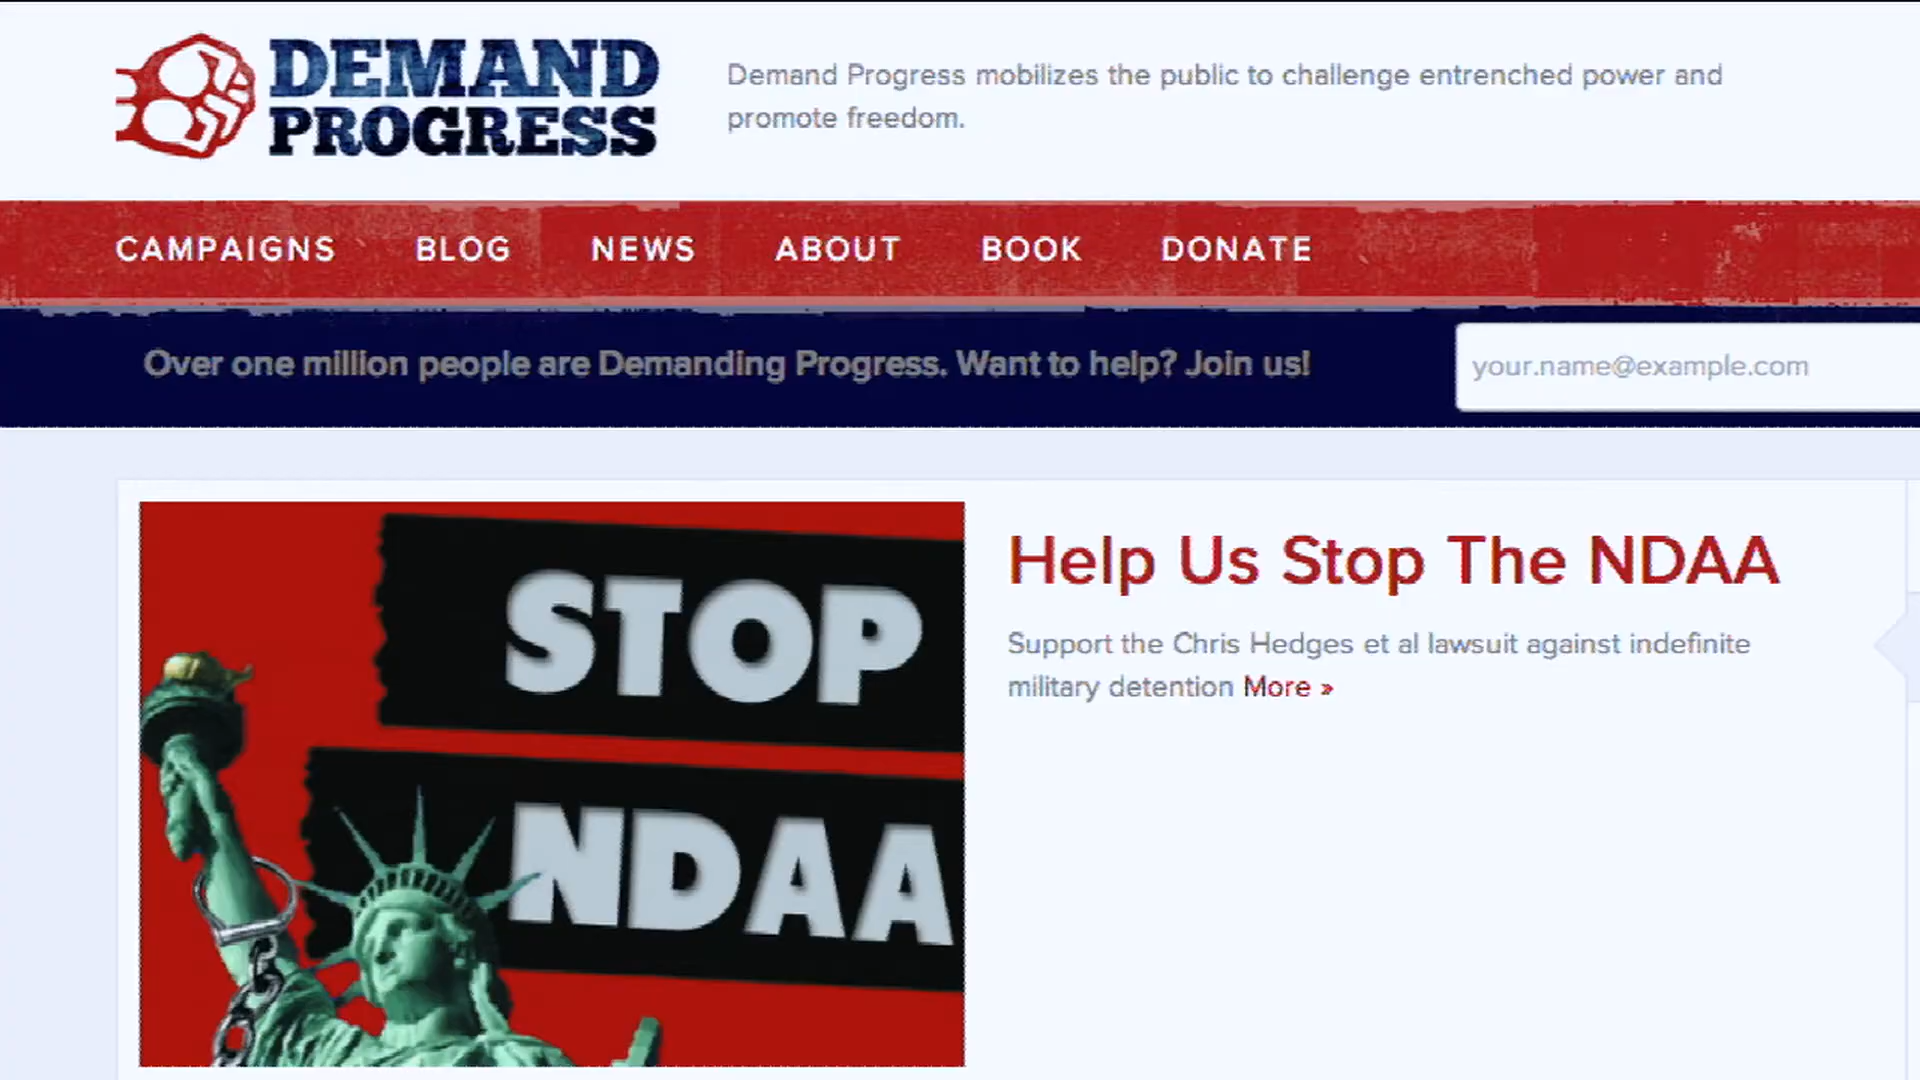 DEMAND
PROGRESS
Demand Progress mobilizes the public to challenge entrenched power and
promote freedom.
CAMPAIGNS BLOG NEWS ABOUT BOOK DONATE
Over one million people are Demanding Progress. Want to help? Join us!
your.name@example.com
STOP
NDAA
Help Us Stop The NDAA
Support the Chris Hedges et al lawsuit against indefinite
military detention More »